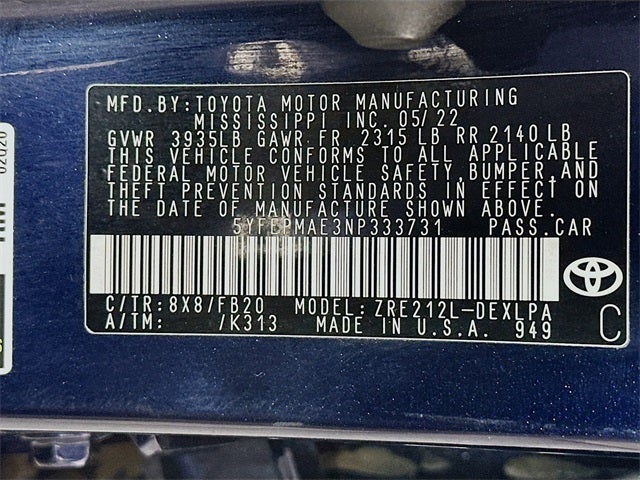 MFD.BY:TOYOTA MOTOR MANUFACTURING
MISSISSIPPI INC. 05/22
GVWR 3935LB GAWR FR 2315 LB RR 2140LB
THIS VEHICLE CONFORMS TO ALL APPLICABLE
FEDERAL MOTOR VEHICLE SAFETY,BUMPER,AND
THEFT PREVENTION STANDARDS IN EFFECT ON
THE DATE OF MANUFACTURE SHOWN ABOVE.
5YFEPMAE3NP333731 PASS.CAR
C/TR:8X8/FB20 MODEL:ZRE212L-DEXLPA
A/TM: /K313 MADE IN U.S.A. 949
C